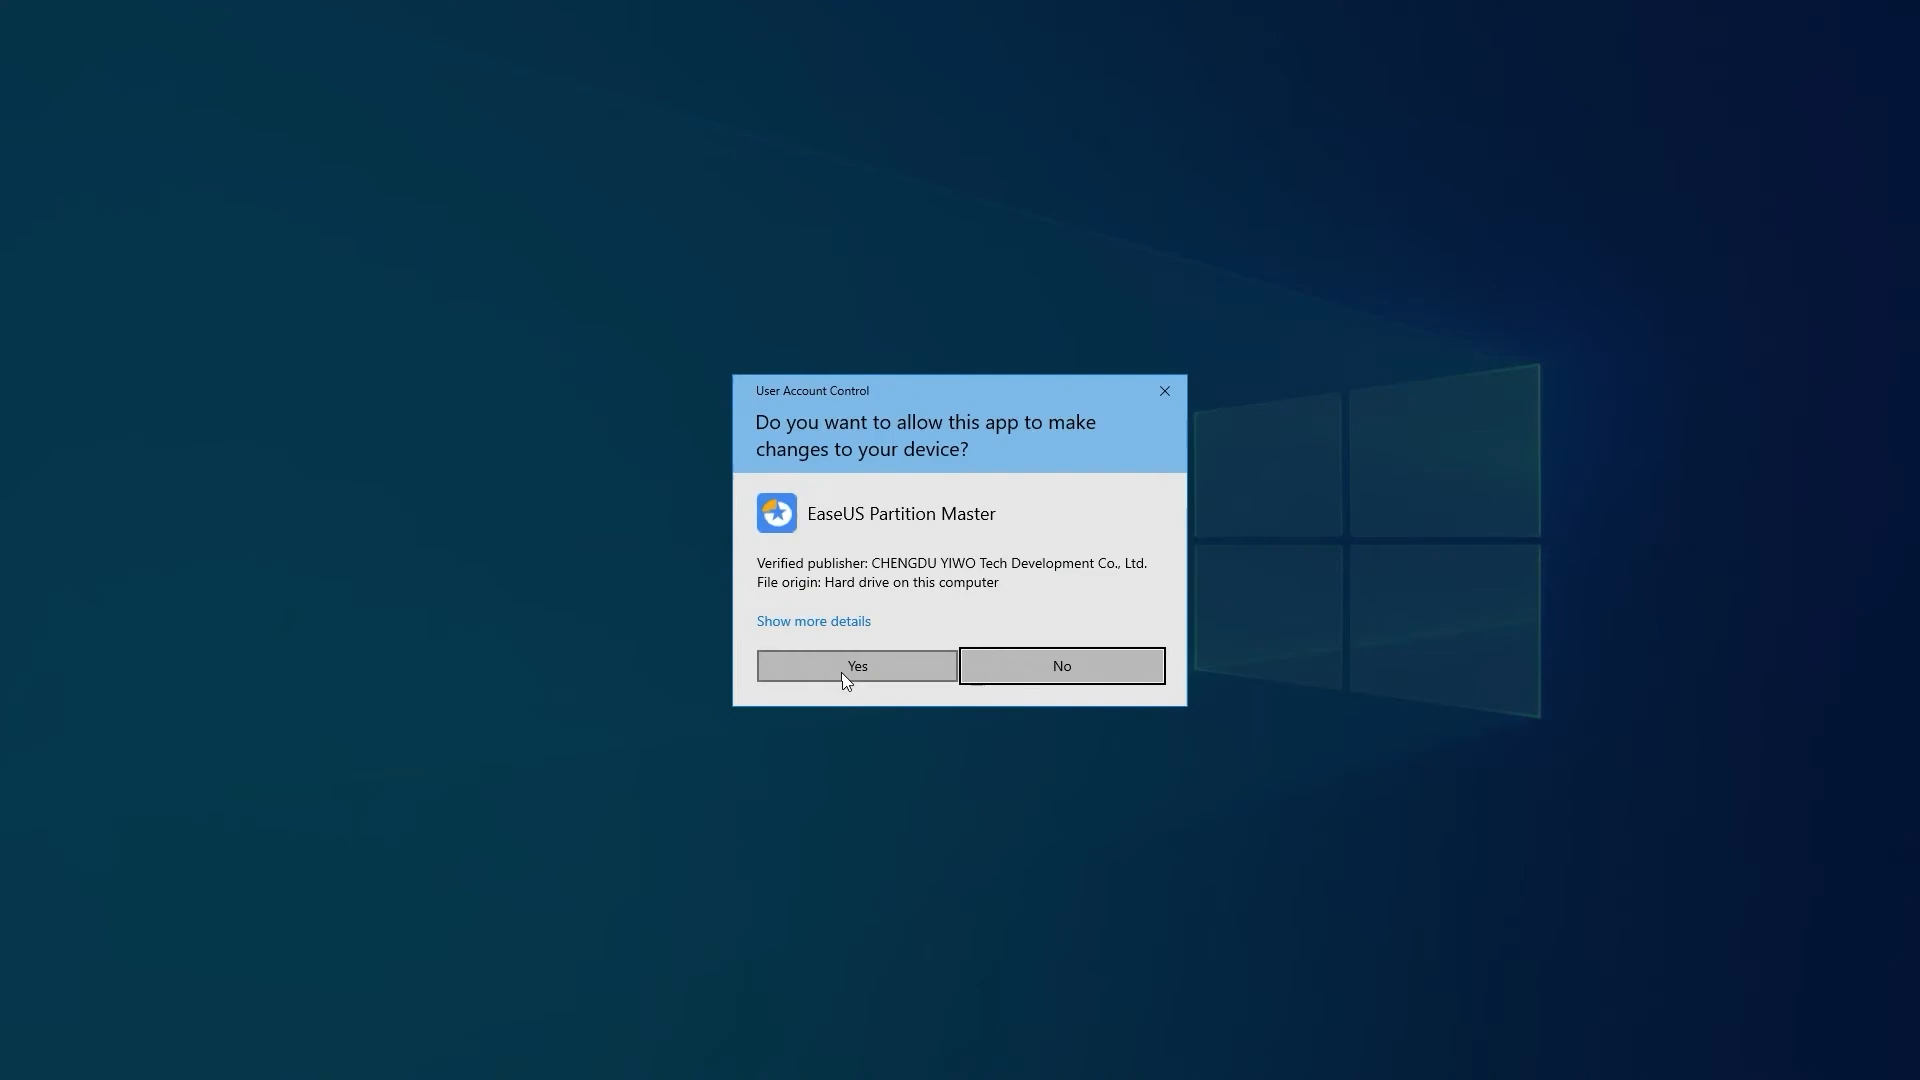 User Account Control
Do you want to allow this app to make
changes to your device?
EaseUS Partition Master
Verified publisher: CHENGDU YIWO Tech Development Co., Ltd.
File origin: Hard drive on this computer
Show more details
Yes
No